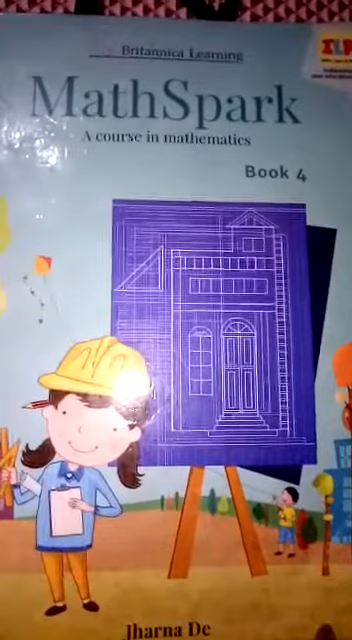 Britannica Learning
MathSpark
A course in mathematics
Book 4
Jharna De